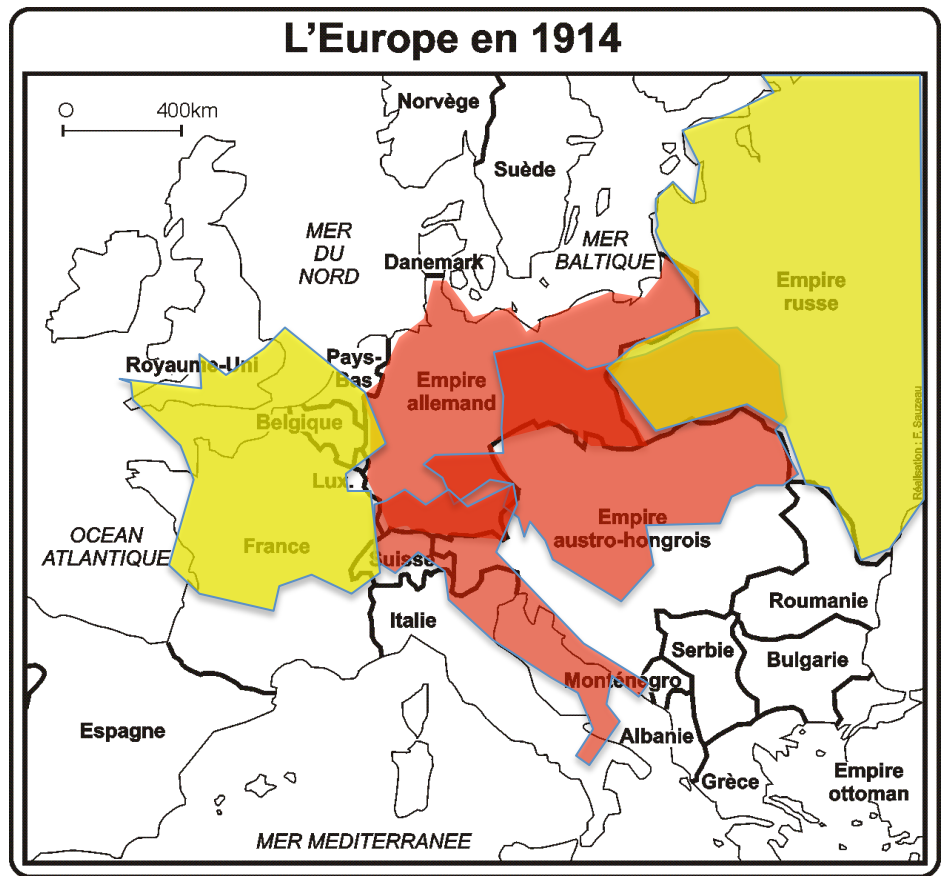 L'Europe en 1914
O 400km
Norvège
Suède
MER
DU
NORD
MER
BALTIQUE
Danemark
Empire
russe
Royaume-Uni
Pays-
Bas
Empire
allemand
Belgique
Lux.
Réalisation : F. Sauzeau
OCEAN
ATLANTIQUE
France
Suisse
Empire
austro-hongrois
Italie
Roumanie
Serbie
Bulgarie
Monténégro
Espagne
Albanie
Grèce
Empire
ottoman
MER MEDITERRANEE